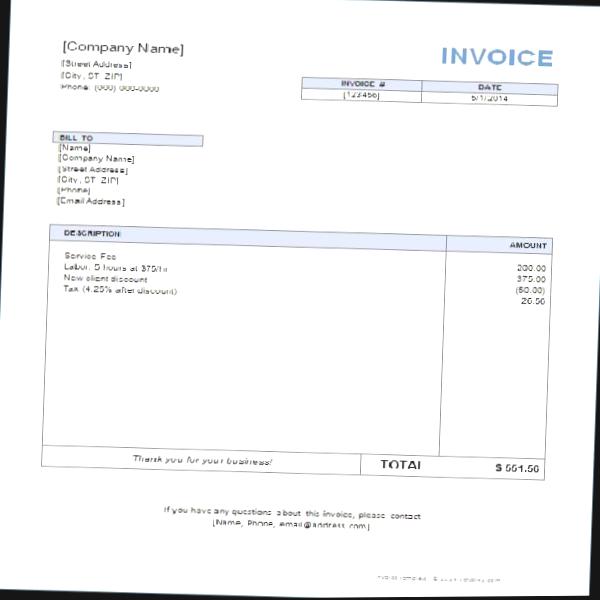 [Company Name]
INVOICE
[Street Address]
[City, ST ZIP]
Phone: (000) 000-0000
INVOICE # DATE
[123456] 5/1/2014
BILL TO
[Name]
[Company Name]
[Street Address]
[City, ST ZIP]
[Phone]
[Email Address]
DESCRIPTION AMOUNT
Service Fee 200.00
Labor: 5 hours at $75/hr 375.00
New client discount (50.00)
Tax (4.25% after discount) 26.56
Thank you for your business! TOTAL $ 551.56
If you have any questions about this invoice, please contact
[Name, Phone, email@address.com]